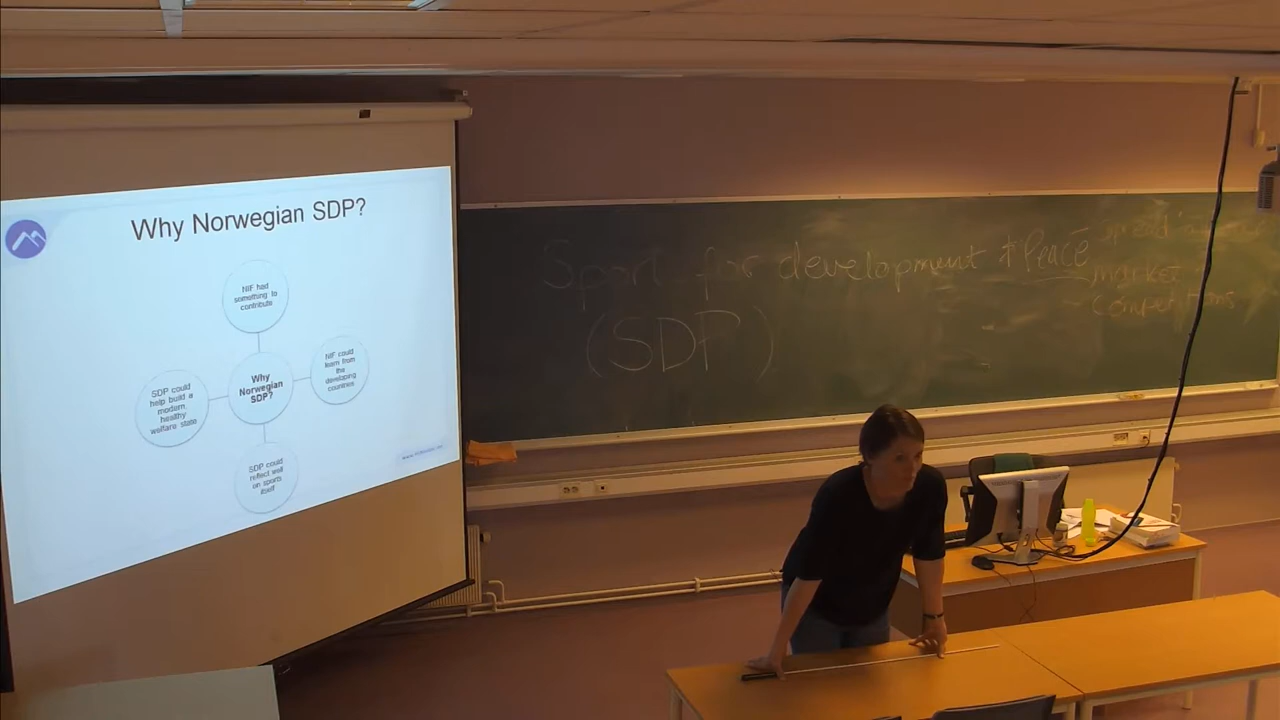 Why Norwegian SDP?
NIF had
something to
contribute
NIF could
learn from
the
developing
countries
Why
Norwegian
SDP?
SDP could
help build a
modern,
healthy
welfare state
SDP could
reflect well
on sports
itself
Sport for development + Peace
(SDP)
spread
market
Competitions